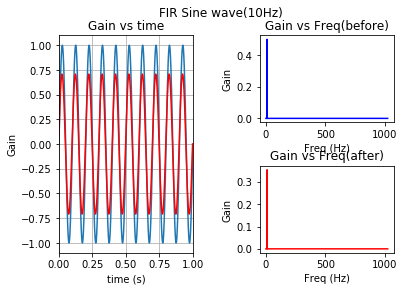 FIR Sine wave(10Hz)
Gain vs time
1.00
0.75
0.50
0.25
0.00
-0.25
-0.50
-0.75
-1.00
Gain
0.00 0.25 0.50 0.75 1.00
time (s)
Gain vs Freq(before)
0.4
0.2
0.0
Gain
0 500 1000
Freq (Hz)
Gain vs Freq(after)
0.3
0.2
0.1
0.0
Gain
0 500 1000
Freq (Hz)